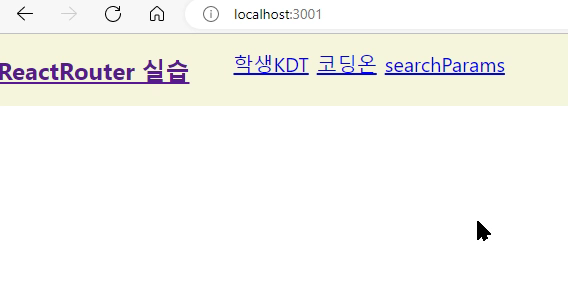 localhost:3001
ReactRouter 실습 학생KDT 코딩온 searchParams